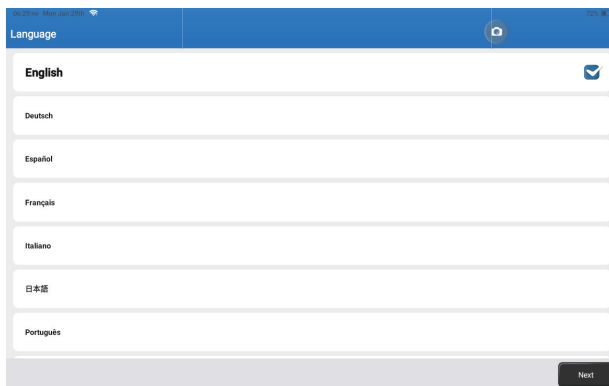 Language
English
Deutsch
Español
Français
Italiano
日本語
Português
Next